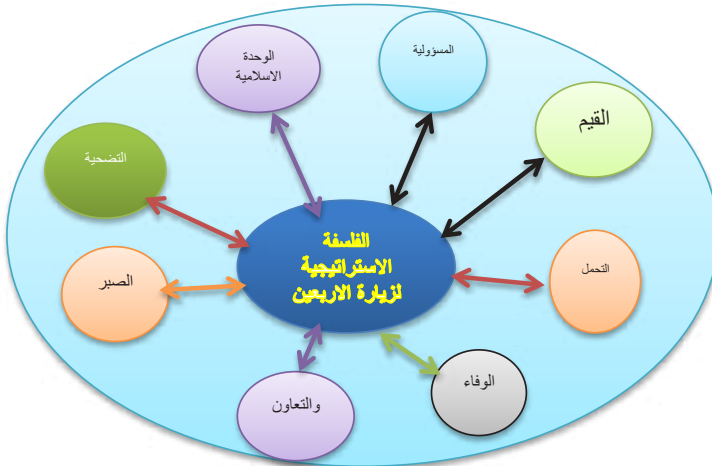 المسؤولية
الوحدة
الاسلامية
القيم
التضحية
الفلسفة
الاستراتيجية
لزيارة الاربعين
التحمل
الصبر
الوفاء
والتعاون